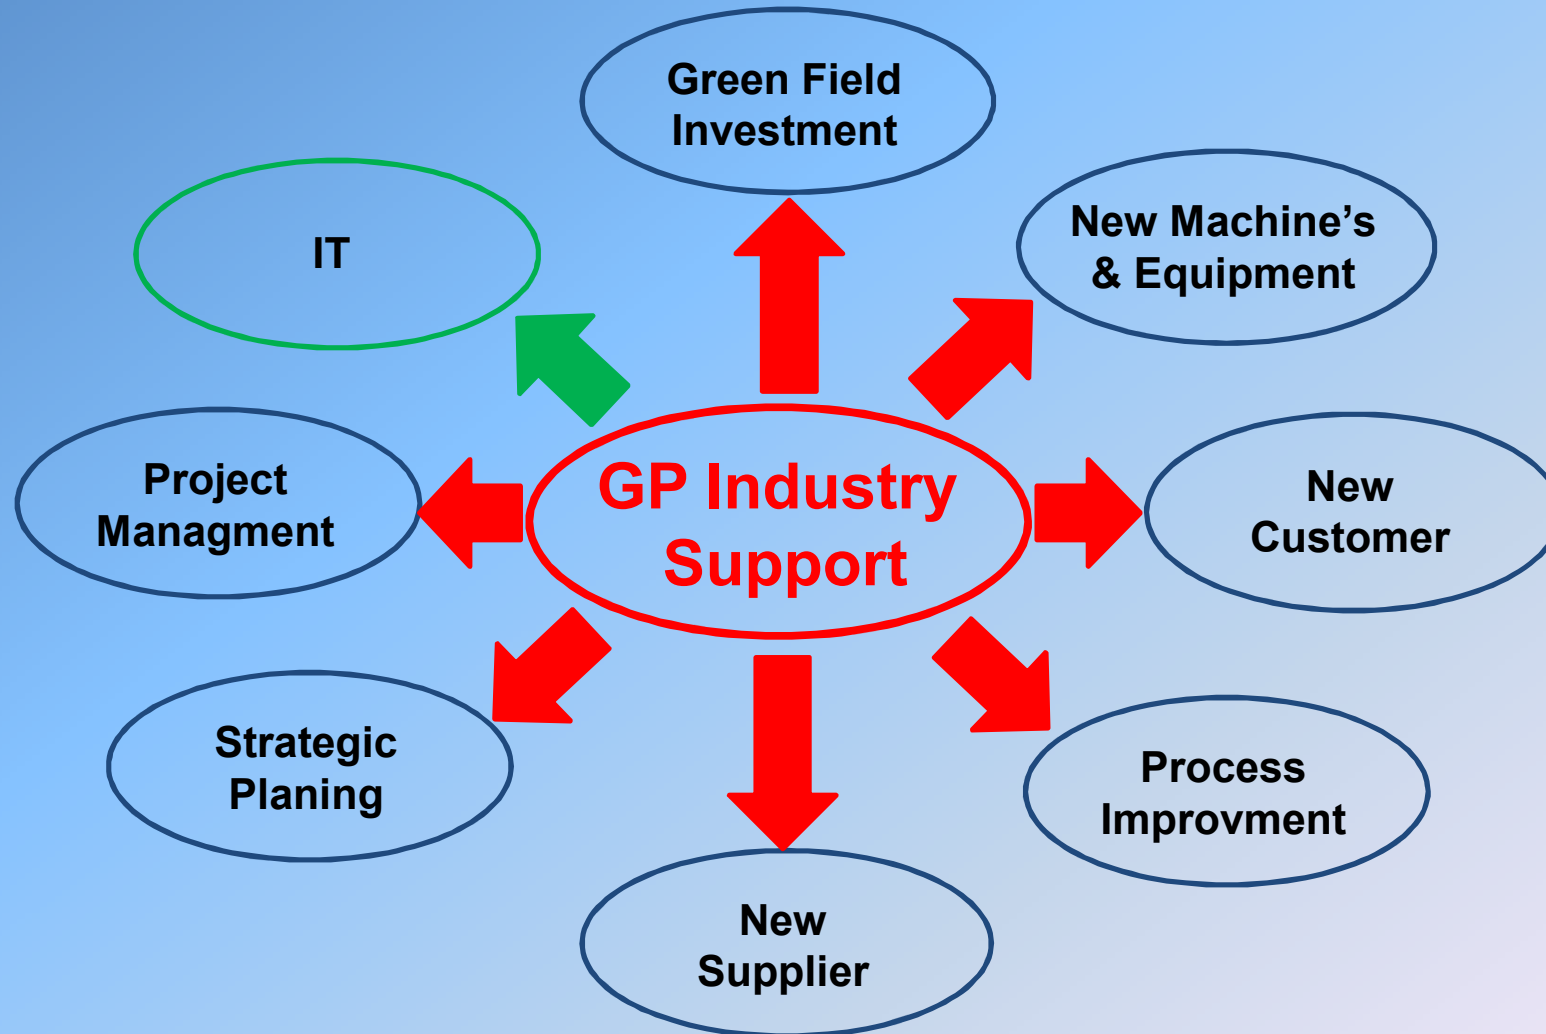 Green Field
Investment
New Machine’s
& Equipment
IT
GP Industry
Support
Project
Managment
New
Customer
Strategic
Planing
Process
Improvment
New
Supplier